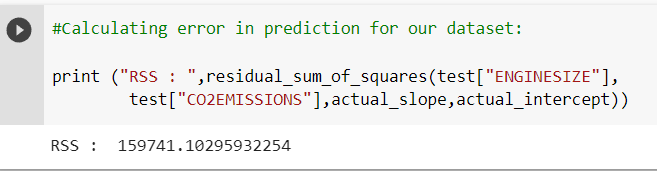 #Calculating error in prediction for our dataset:
print ("RSS : ",residual_sum_of_squares(test["ENGINESIZE"],
test["CO2EMISSIONS"],actual_slope,actual_intercept))
RSS :  159741.10295932254